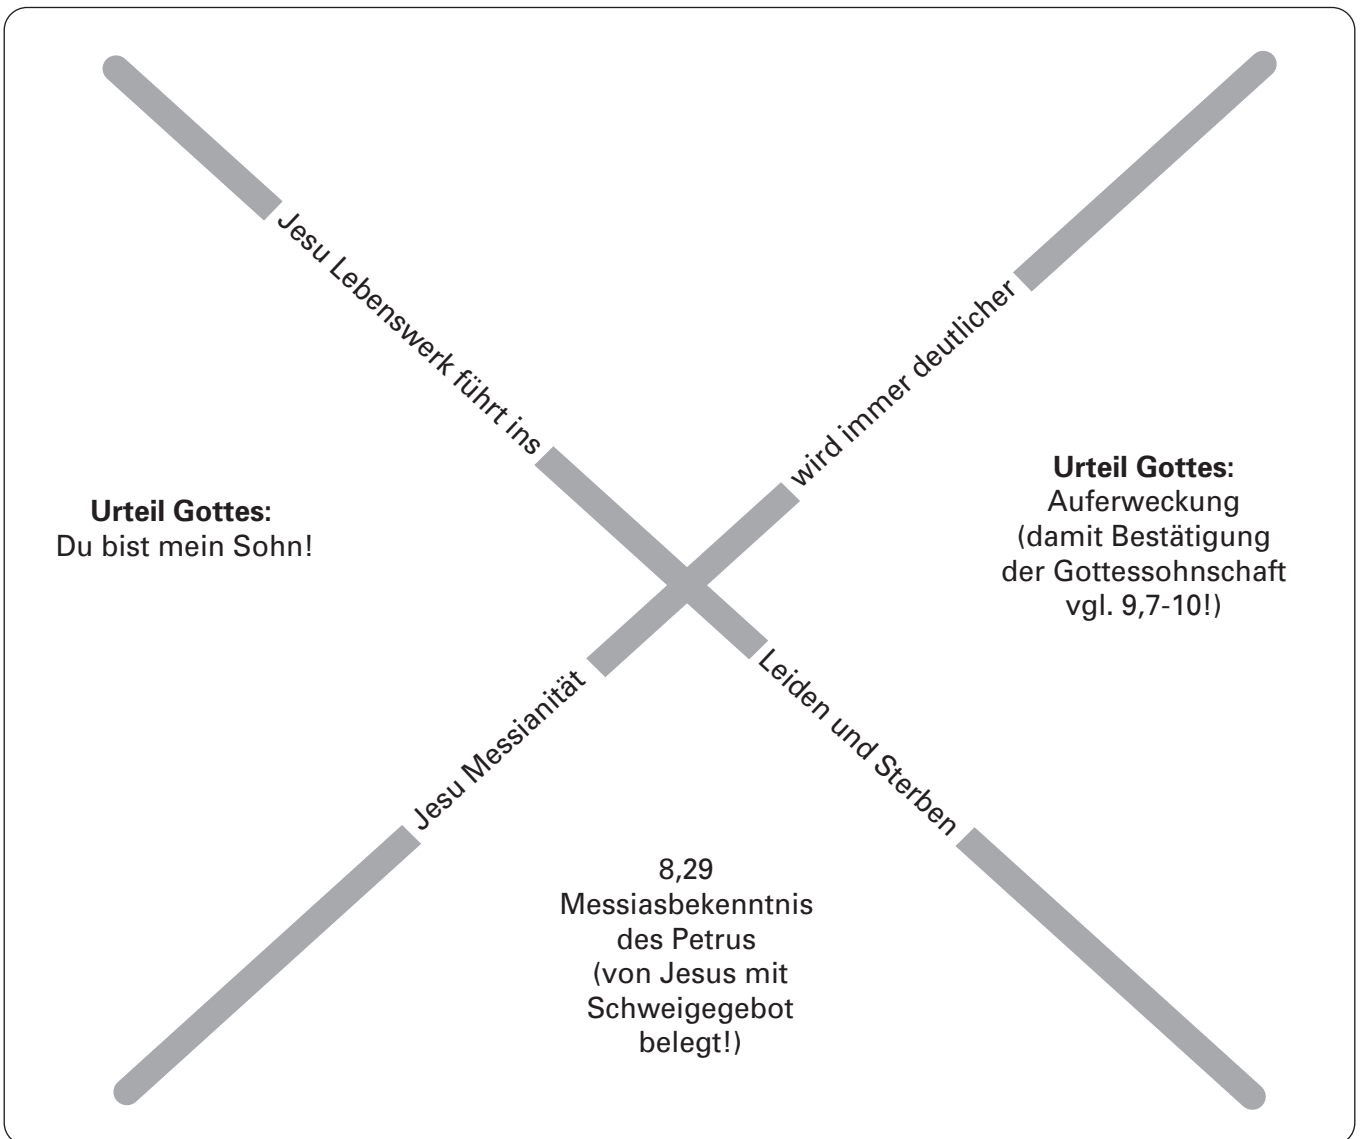 Jesu Lebenswerk führt ins
Leiden und Sterben
Jesu Messianität
wird immer deutlicher
Urteil Gottes:
Du bist mein Sohn!
Urteil Gottes:
Auferweckung
(damit Bestätigung
der Gottessohnschaft
vgl. 9,7-10!)
8,29
Messiasbekenntnis
des Petrus
(von Jesus mit
Schweigegebot
belegt!)